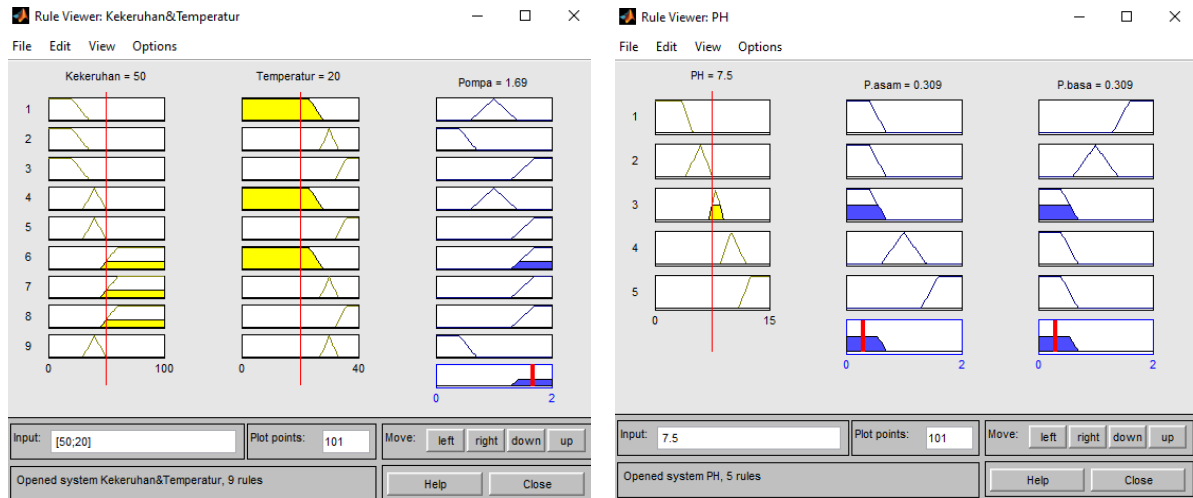 Rule Viewer: Kekeruhan&Temperatur
File Edit View Options
Kekeruhan = 50
Temperatur = 20
Pompa = 1.69
1
2
3
4
5
6
7
8
9
0 100
0 40
0 2
Input: [50;20]
Plot points: 101
Move: left right down up
Opened system Kekeruhan&Temperatur, 9 rules
Help Close
Rule Viewer: PH
File Edit View Options
PH = 7.5
P.asam = 0.309
P.basa = 0.309
1
2
3
4
5
0 15
0 2
0 2
Input: 7.5
Plot points: 101
Move: left right down up
Opened system PH, 5 rules
Help Close